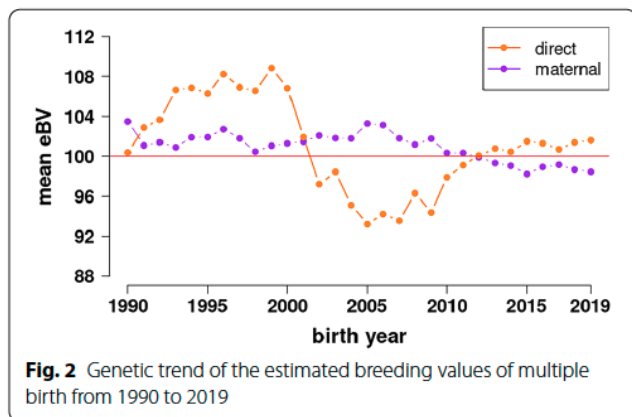 112
108
104
100
96
92
88
mean eBV
direct
maternal
1990 1995 2000 2005 2010 2015 2019
birth year
Fig. 2 Genetic trend of the estimated breeding values of multiple
birth from 1990 to 2019